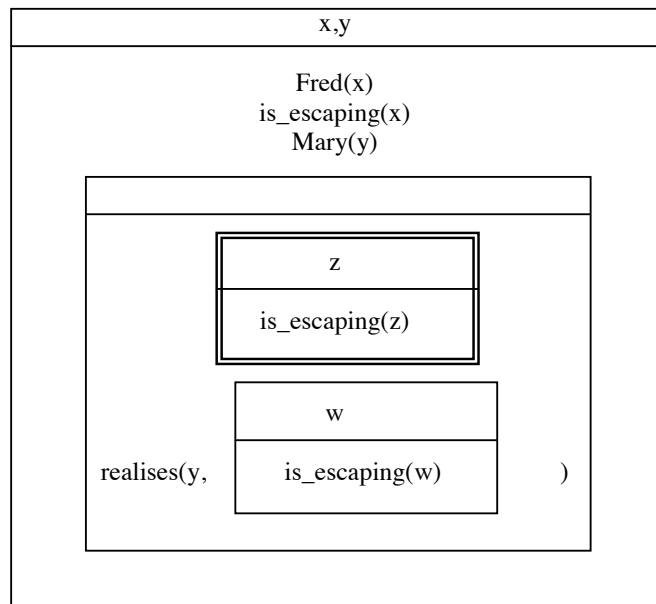 x,y
Fred(x)
is_escaping(x)
Mary(y)
z
is_escaping(z)
w
realises(y, is_escaping(w) )